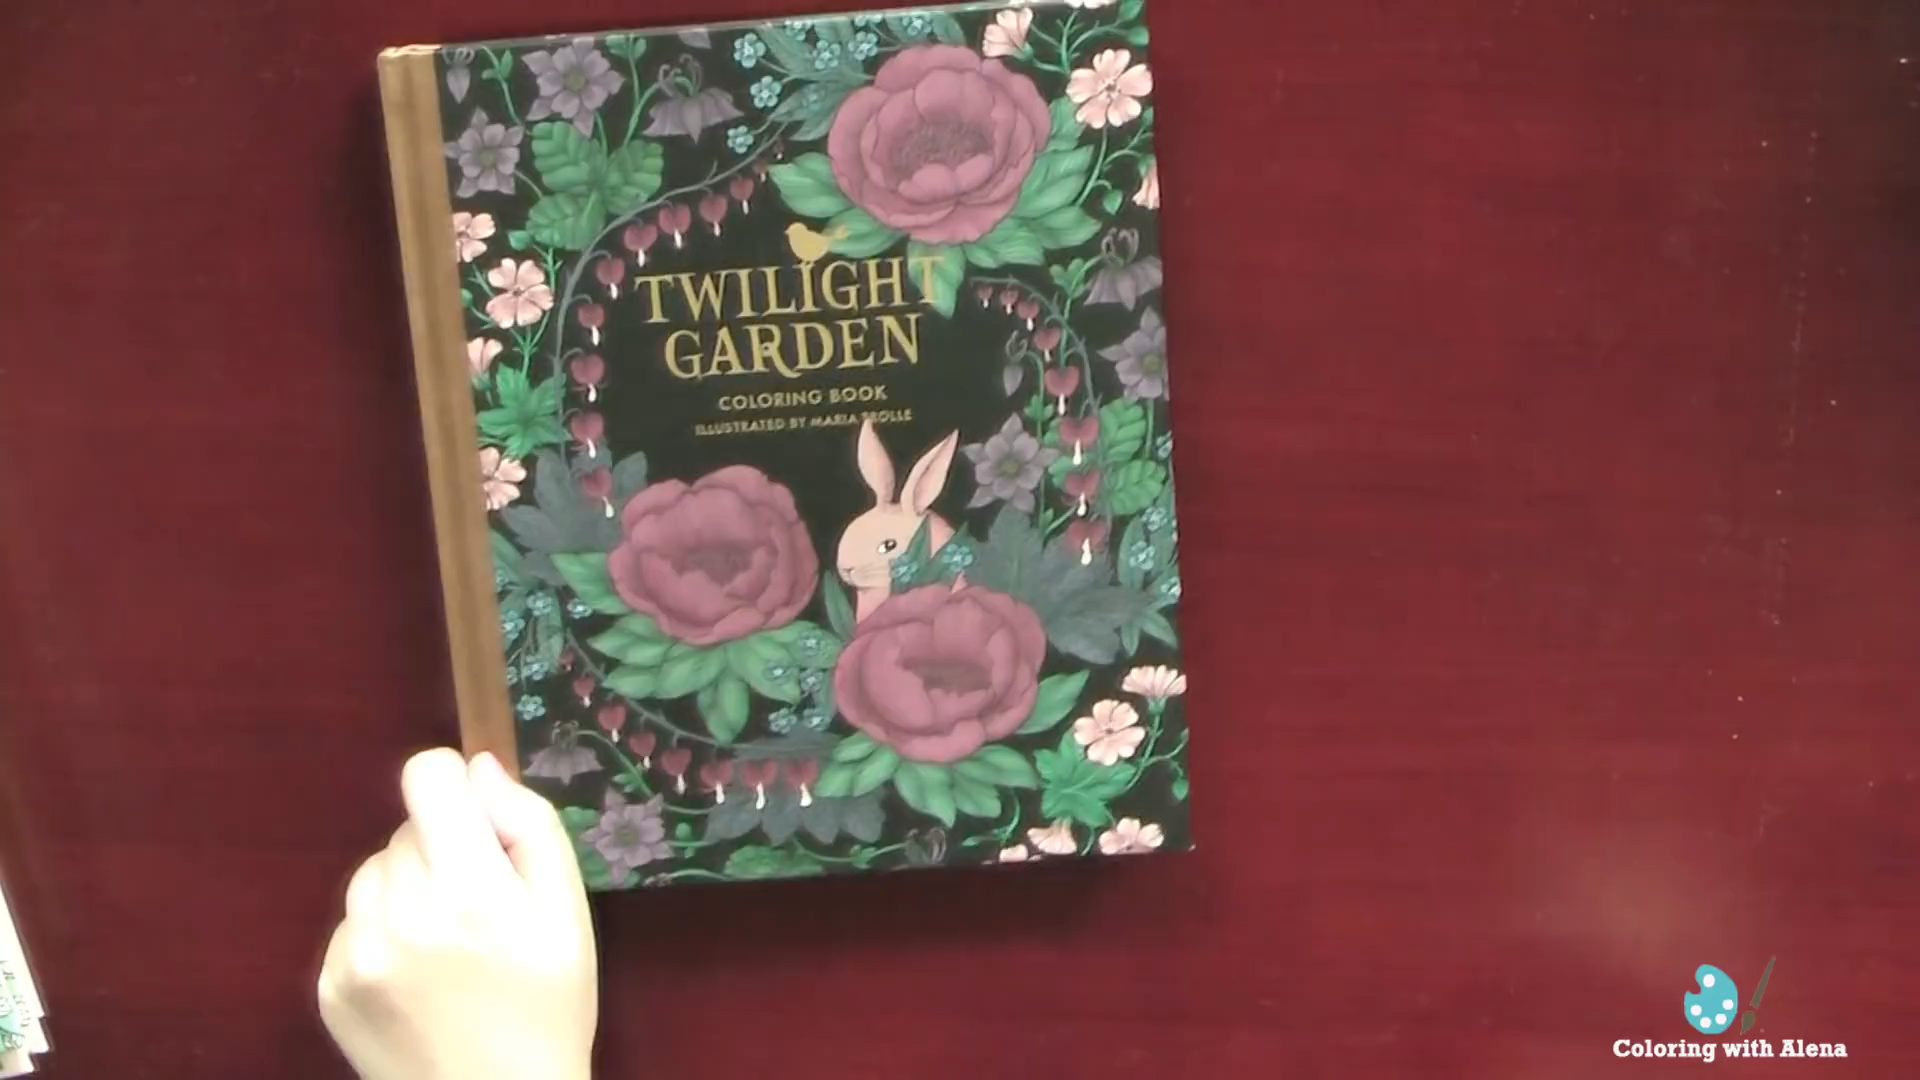 TWILIGHT
GARDEN
COLORING BOOK
ILLUSTRATED BY MARIA TROLLE
Coloring with Alena